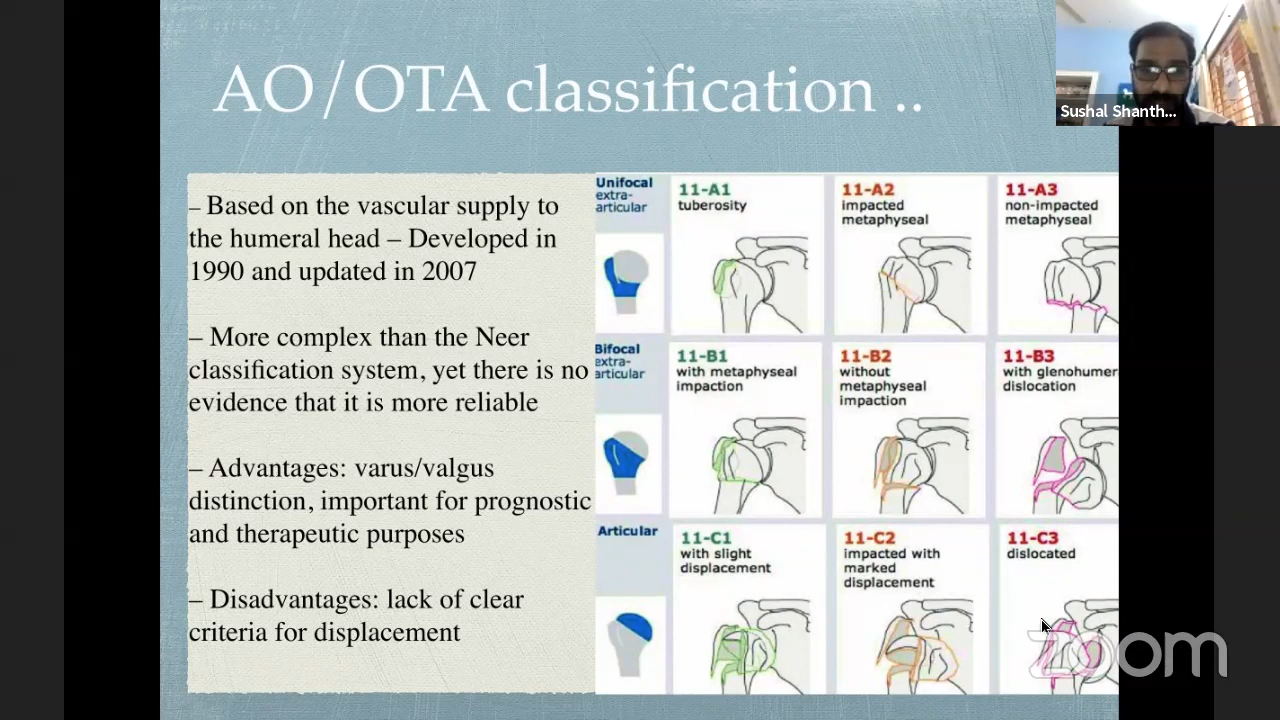 AO/OTA classification ..
Sushal Shanth...
– Based on the vascular supply to
the humeral head – Developed in
1990 and updated in 2007
– More complex than the Neer
classification system, yet there is no
evidence that it is more reliable
– Advantages: varus/valgus
distinction, important for prognostic
and therapeutic purposes
– Disadvantages: lack of clear
criteria for displacement
Unifocal
extra-
articular
11-A1
tuberosity
11-A2
impacted
metaphyseal
11-A3
non-impacted
metaphyseal
Bifocal
extra-
articular
11-B1
with metaphyseal
impaction
11-B2
without
metaphyseal
impaction
11-B3
with glenohumer
dislocation
Articular
11-C1
with slight
displacement
11-C2
impacted with
marked
displacement
11-C3
dislocated
zoom